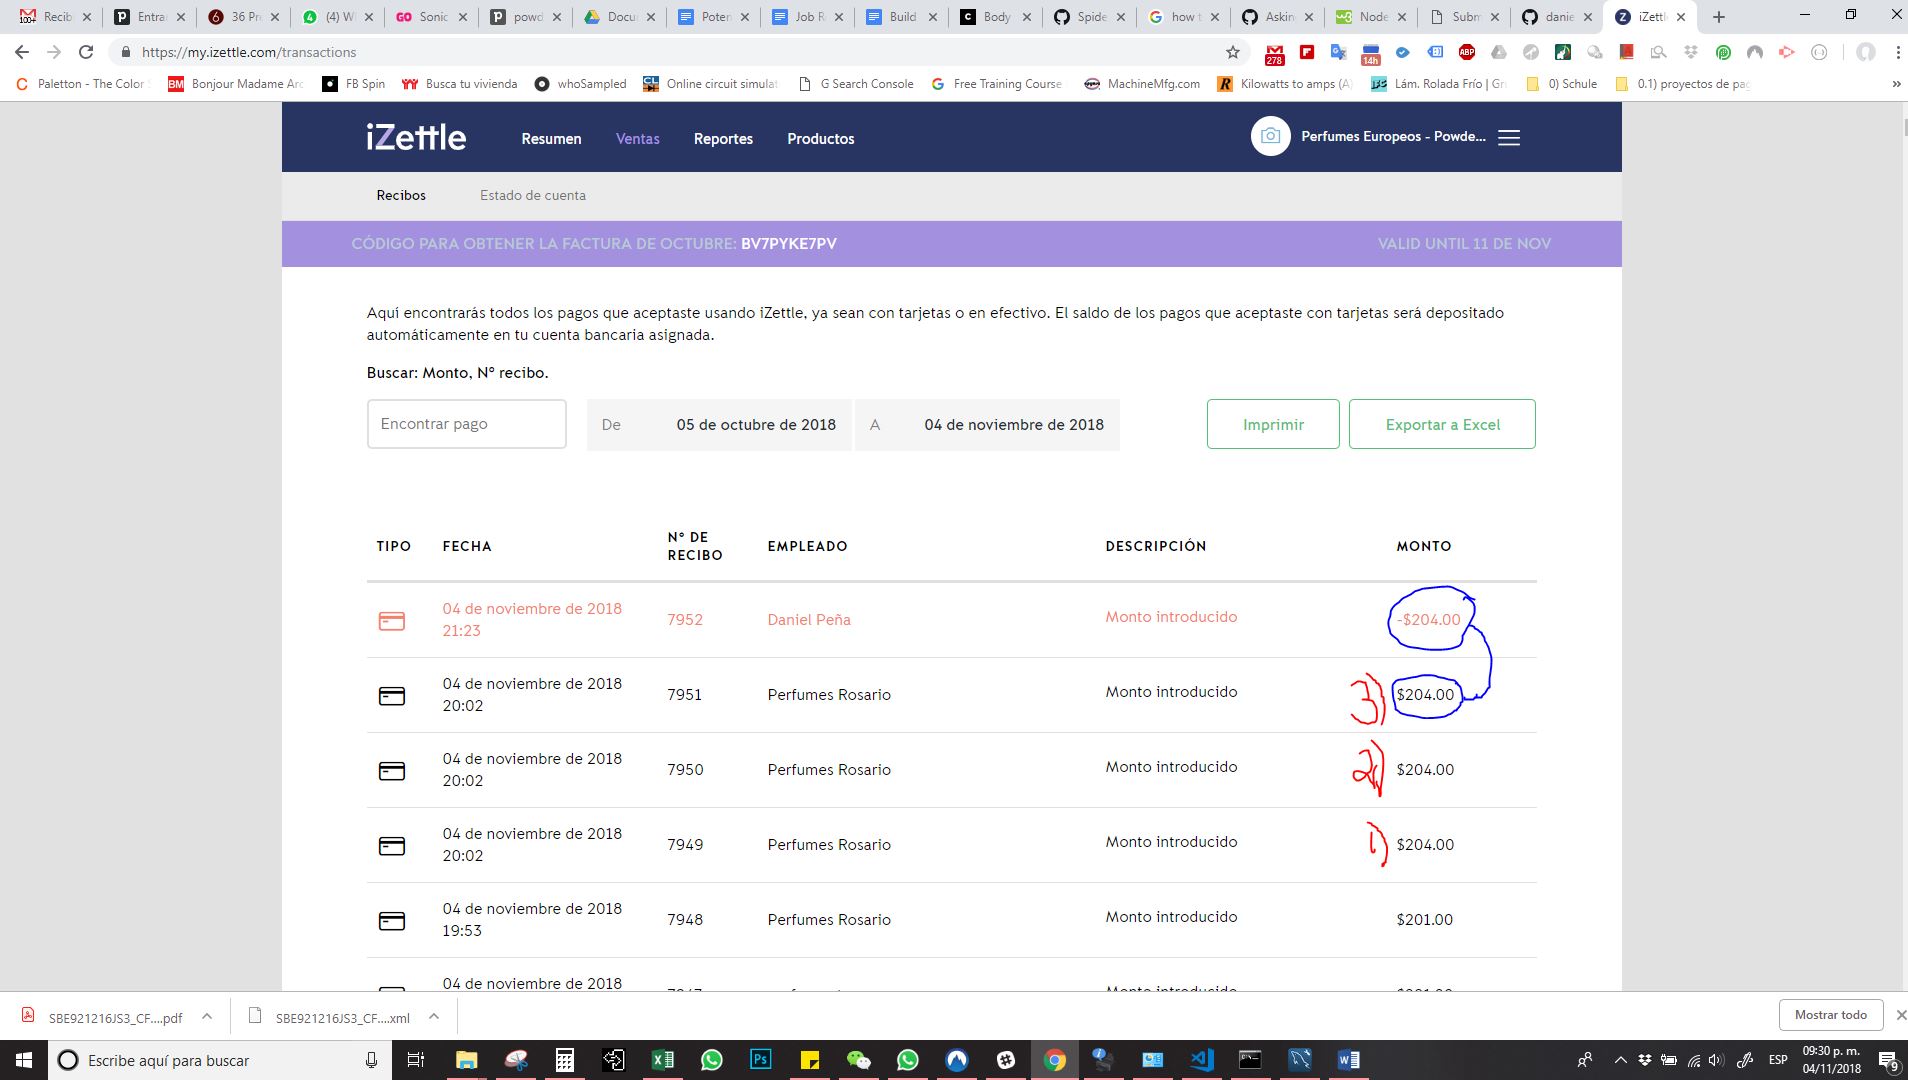 Recib
Entrar
36 Pr
(4) W
Sonic
powd
Docu
Poten
Job R
Build
Body
Spide
how t
Askin
Node
Subm
danie
iZettl
https://my.izettle.com/transactions
278
ABP
14h
Paletton - The Color
Bonjour Madame Arc
FB Spin
Busca tu vivienda
whoSampled
Online circuit simulat
G Search Console
Free Training Course
MachineMfg.com
Kilowatts to amps (A)
Lám. Rolada Frío | Gr
0) Schule
0.1) proyectos de pag
»
iZettle
Resumen
Ventas
Reportes
Productos
Perfumes Europeos - Powde...
Recibos
Estado de cuenta
CÓDIGO PARA OBTENER LA FACTURA DE OCTUBRE: BV7PYKE7PV
VALID UNTIL 11 DE NOV
Aquí encontrarás todos los pagos que aceptaste usando iZettle, ya sean con tarjetas o en efectivo. El saldo de los pagos que aceptaste con tarjetas será depositado
automáticamente en tu cuenta bancaria asignada.
Buscar: Monto, N° recibo.
Encontrar pago
De 05 de octubre de 2018
A 04 de noviembre de 2018
Imprimir
Exportar a Excel
TIPO FECHA N° DE RECIBO EMPLEADO DESCRIPCIÓN MONTO
04 de noviembre de 2018
21:23
7952 Daniel Peña Monto introducido -$204.00
04 de noviembre de 2018
20:02
7951 Perfumes Rosario Monto introducido 3) $204.00
04 de noviembre de 2018
20:02
7950 Perfumes Rosario Monto introducido 2) $204.00
04 de noviembre de 2018
20:02
7949 Perfumes Rosario Monto introducido 1) $204.00
04 de noviembre de 2018
19:53
7948 Perfumes Rosario Monto introducido $201.00
04 de noviembre de 2018
SBE921216JS3_CF....pdf
SBE921216JS3_CF....xml
Mostrar todo
Escribe aquí para buscar
ESP
09:30 p. m.
04/11/2018
9